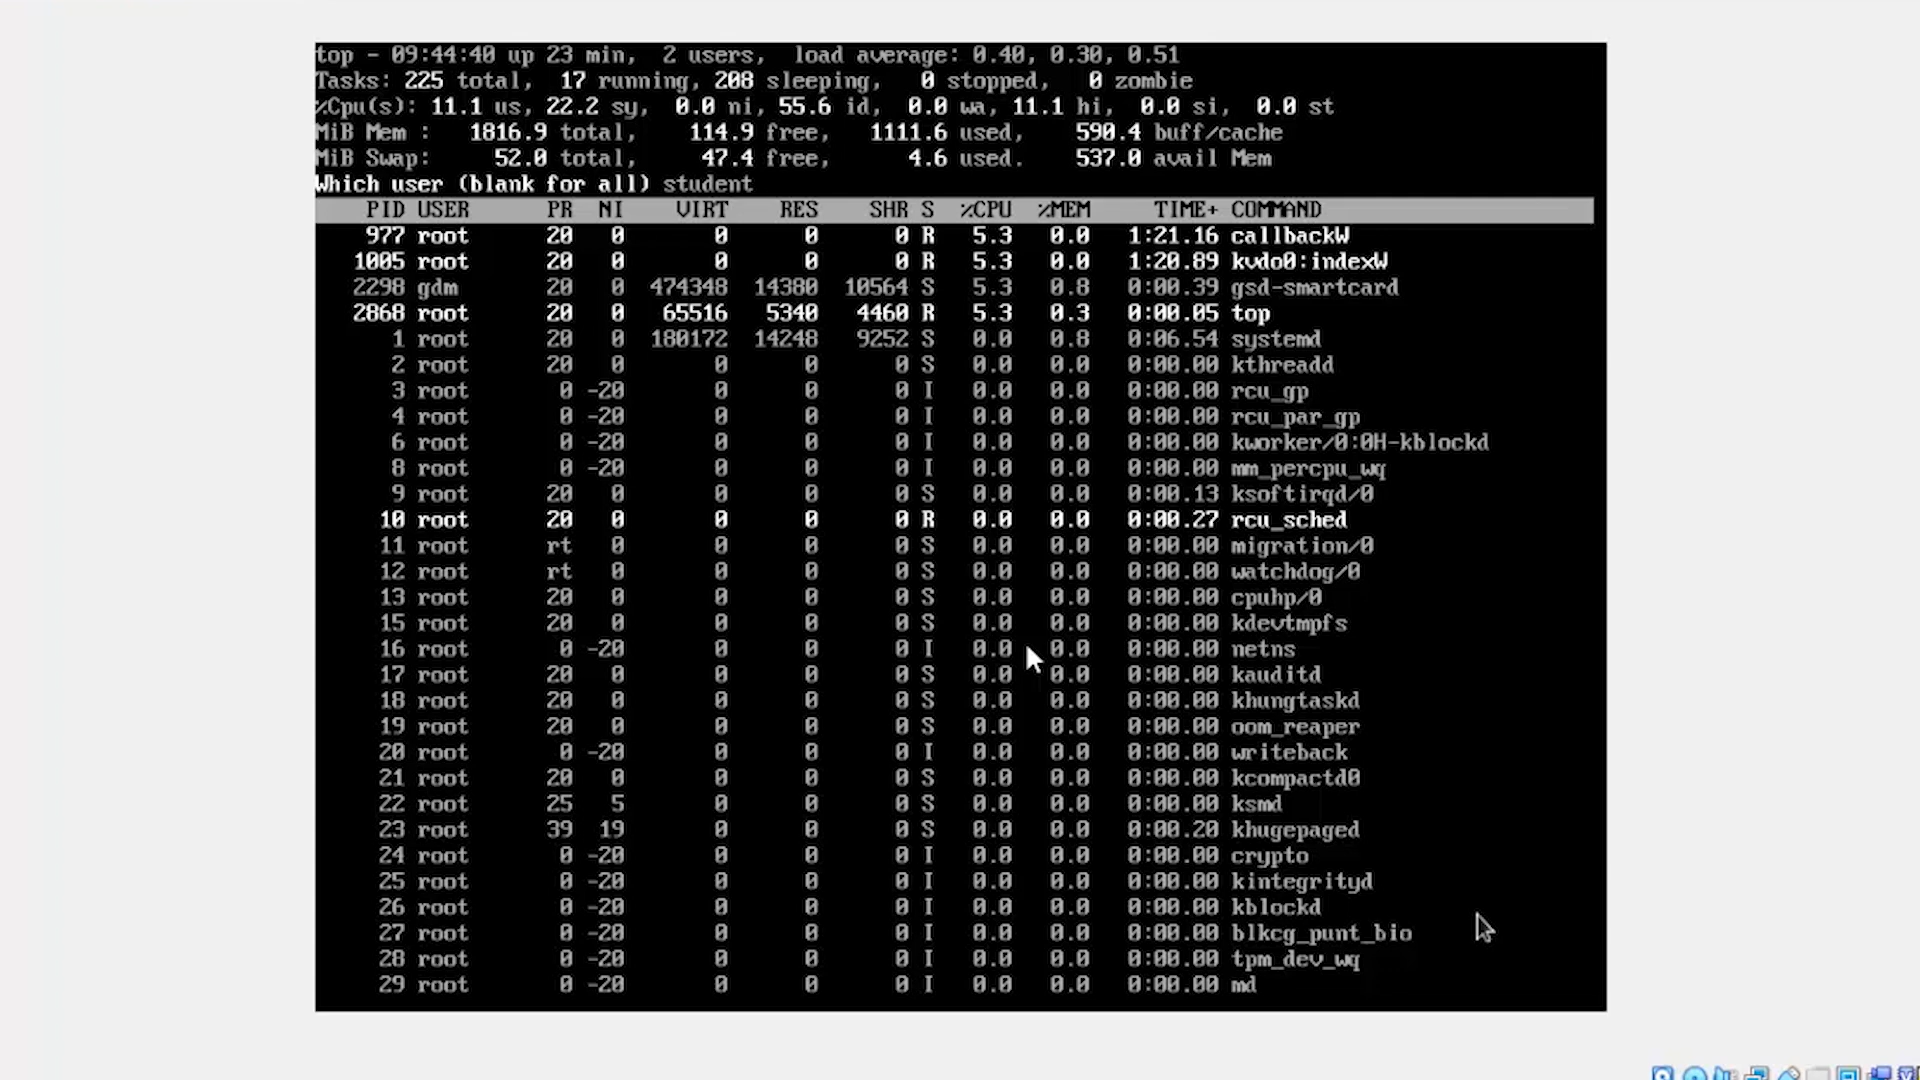 top - 09:44:40 up 23 min,  2 users,  load average: 0.40, 0.30, 0.51
Tasks: 225 total,  17 running, 208 sleeping,   0 stopped,   0 zombie
%Cpu(s): 11.1 us, 22.2 sy,  0.0 ni, 55.6 id,  0.0 wa, 11.1 hi,  0.0 si,  0.0 st
MiB Mem :   1816.9 total,    114.9 free,   1111.6 used,    590.4 buff/cache
MiB Swap:     52.0 total,     47.4 free,      4.6 used.    537.0 avail Mem
Which user (blank for all) student
PID USER PR NI VIRT RES SHR S %CPU %MEM TIME+ COMMAND
977 root 20 0 0 0 0 R 5.3 0.0 1:21.16 callbackW
1005 root 20 0 0 0 0 R 5.3 0.0 1:20.89 kvdo0:indexW
2298 gdm 20 0 474348 14380 10564 S 5.3 0.8 0:00.39 gsd-smartcard
2868 root 20 0 65516 5340 4460 R 5.3 0.3 0:00.05 top
1 root 20 0 180172 14248 9252 S 0.0 0.8 0:06.54 systemd
2 root 20 0 0 0 0 S 0.0 0.0 0:00.00 kthreadd
3 root 0 -20 0 0 0 I 0.0 0.0 0:00.00 rcu_gp
4 root 0 -20 0 0 0 I 0.0 0.0 0:00.00 rcu_par_gp
6 root 0 -20 0 0 0 I 0.0 0.0 0:00.00 kworker/0:0H-kblockd
8 root 0 -20 0 0 0 I 0.0 0.0 0:00.00 mm_percpu_wq
9 root 20 0 0 0 0 S 0.0 0.0 0:00.13 ksoftirqd/0
10 root 20 0 0 0 0 R 0.0 0.0 0:00.27 rcu_sched
11 root rt 0 0 0 0 S 0.0 0.0 0:00.00 migration/0
12 root rt 0 0 0 0 S 0.0 0.0 0:00.00 watchdog/0
13 root 20 0 0 0 0 S 0.0 0.0 0:00.00 cpuhp/0
15 root 20 0 0 0 0 S 0.0 0.0 0:00.00 kdevtmpfs
16 root 0 -20 0 0 0 I 0.0 0.0 0:00.00 netns
17 root 20 0 0 0 0 S 0.0 0.0 0:00.00 kauditd
18 root 20 0 0 0 0 S 0.0 0.0 0:00.00 khungtaskd
19 root 20 0 0 0 0 S 0.0 0.0 0:00.00 oom_reaper
20 root 0 -20 0 0 0 I 0.0 0.0 0:00.00 writeback
21 root 20 0 0 0 0 S 0.0 0.0 0:00.00 kcompactd0
22 root 25 5 0 0 0 S 0.0 0.0 0:00.00 ksmd
23 root 39 19 0 0 0 S 0.0 0.0 0:00.20 khugepaged
24 root 0 -20 0 0 0 I 0.0 0.0 0:00.00 crypto
25 root 0 -20 0 0 0 I 0.0 0.0 0:00.00 kintegrityd
26 root 0 -20 0 0 0 I 0.0 0.0 0:00.00 kblockd
27 root 0 -20 0 0 0 I 0.0 0.0 0:00.00 blkcg_punt_bio
28 root 0 -20 0 0 0 I 0.0 0.0 0:00.00 tpm_dev_wq
29 root 0 -20 0 0 0 I 0.0 0.0 0:00.00 md